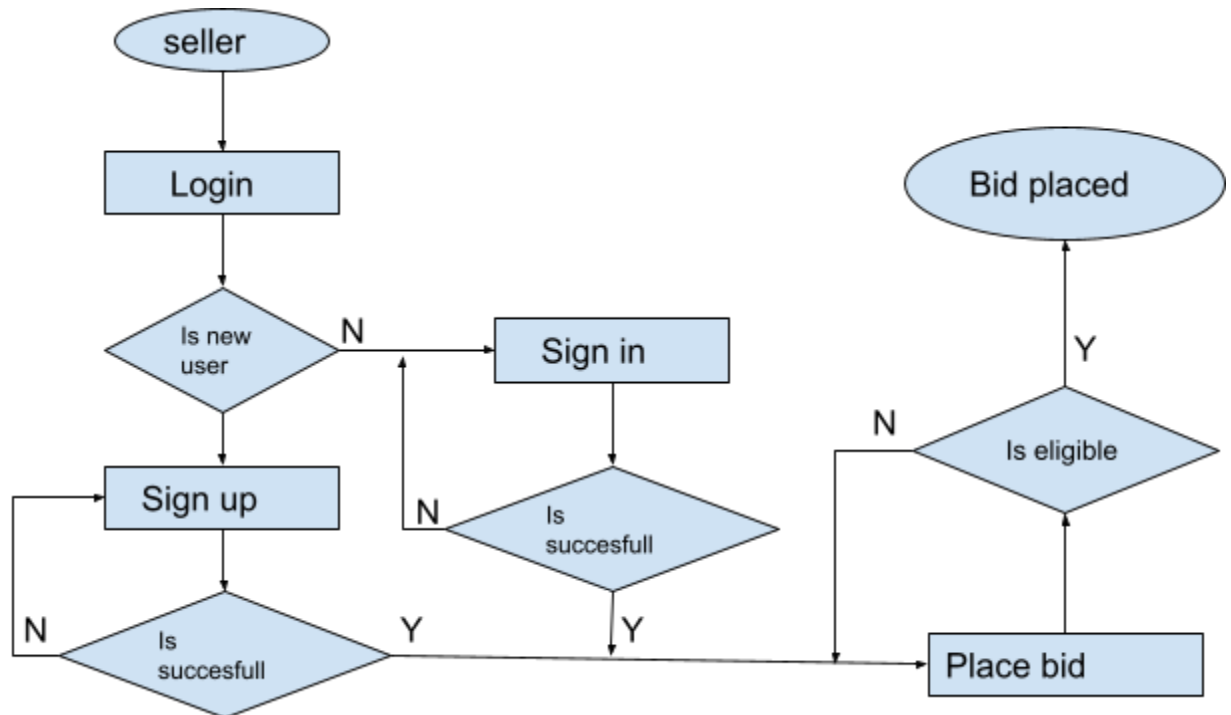 seller
Login
Bid placed
Is new
user
N
Sign in
Y
N
Is eligible
Sign up
N
Is
succesfull
N
Is
succesfull
Y
Y
Place bid